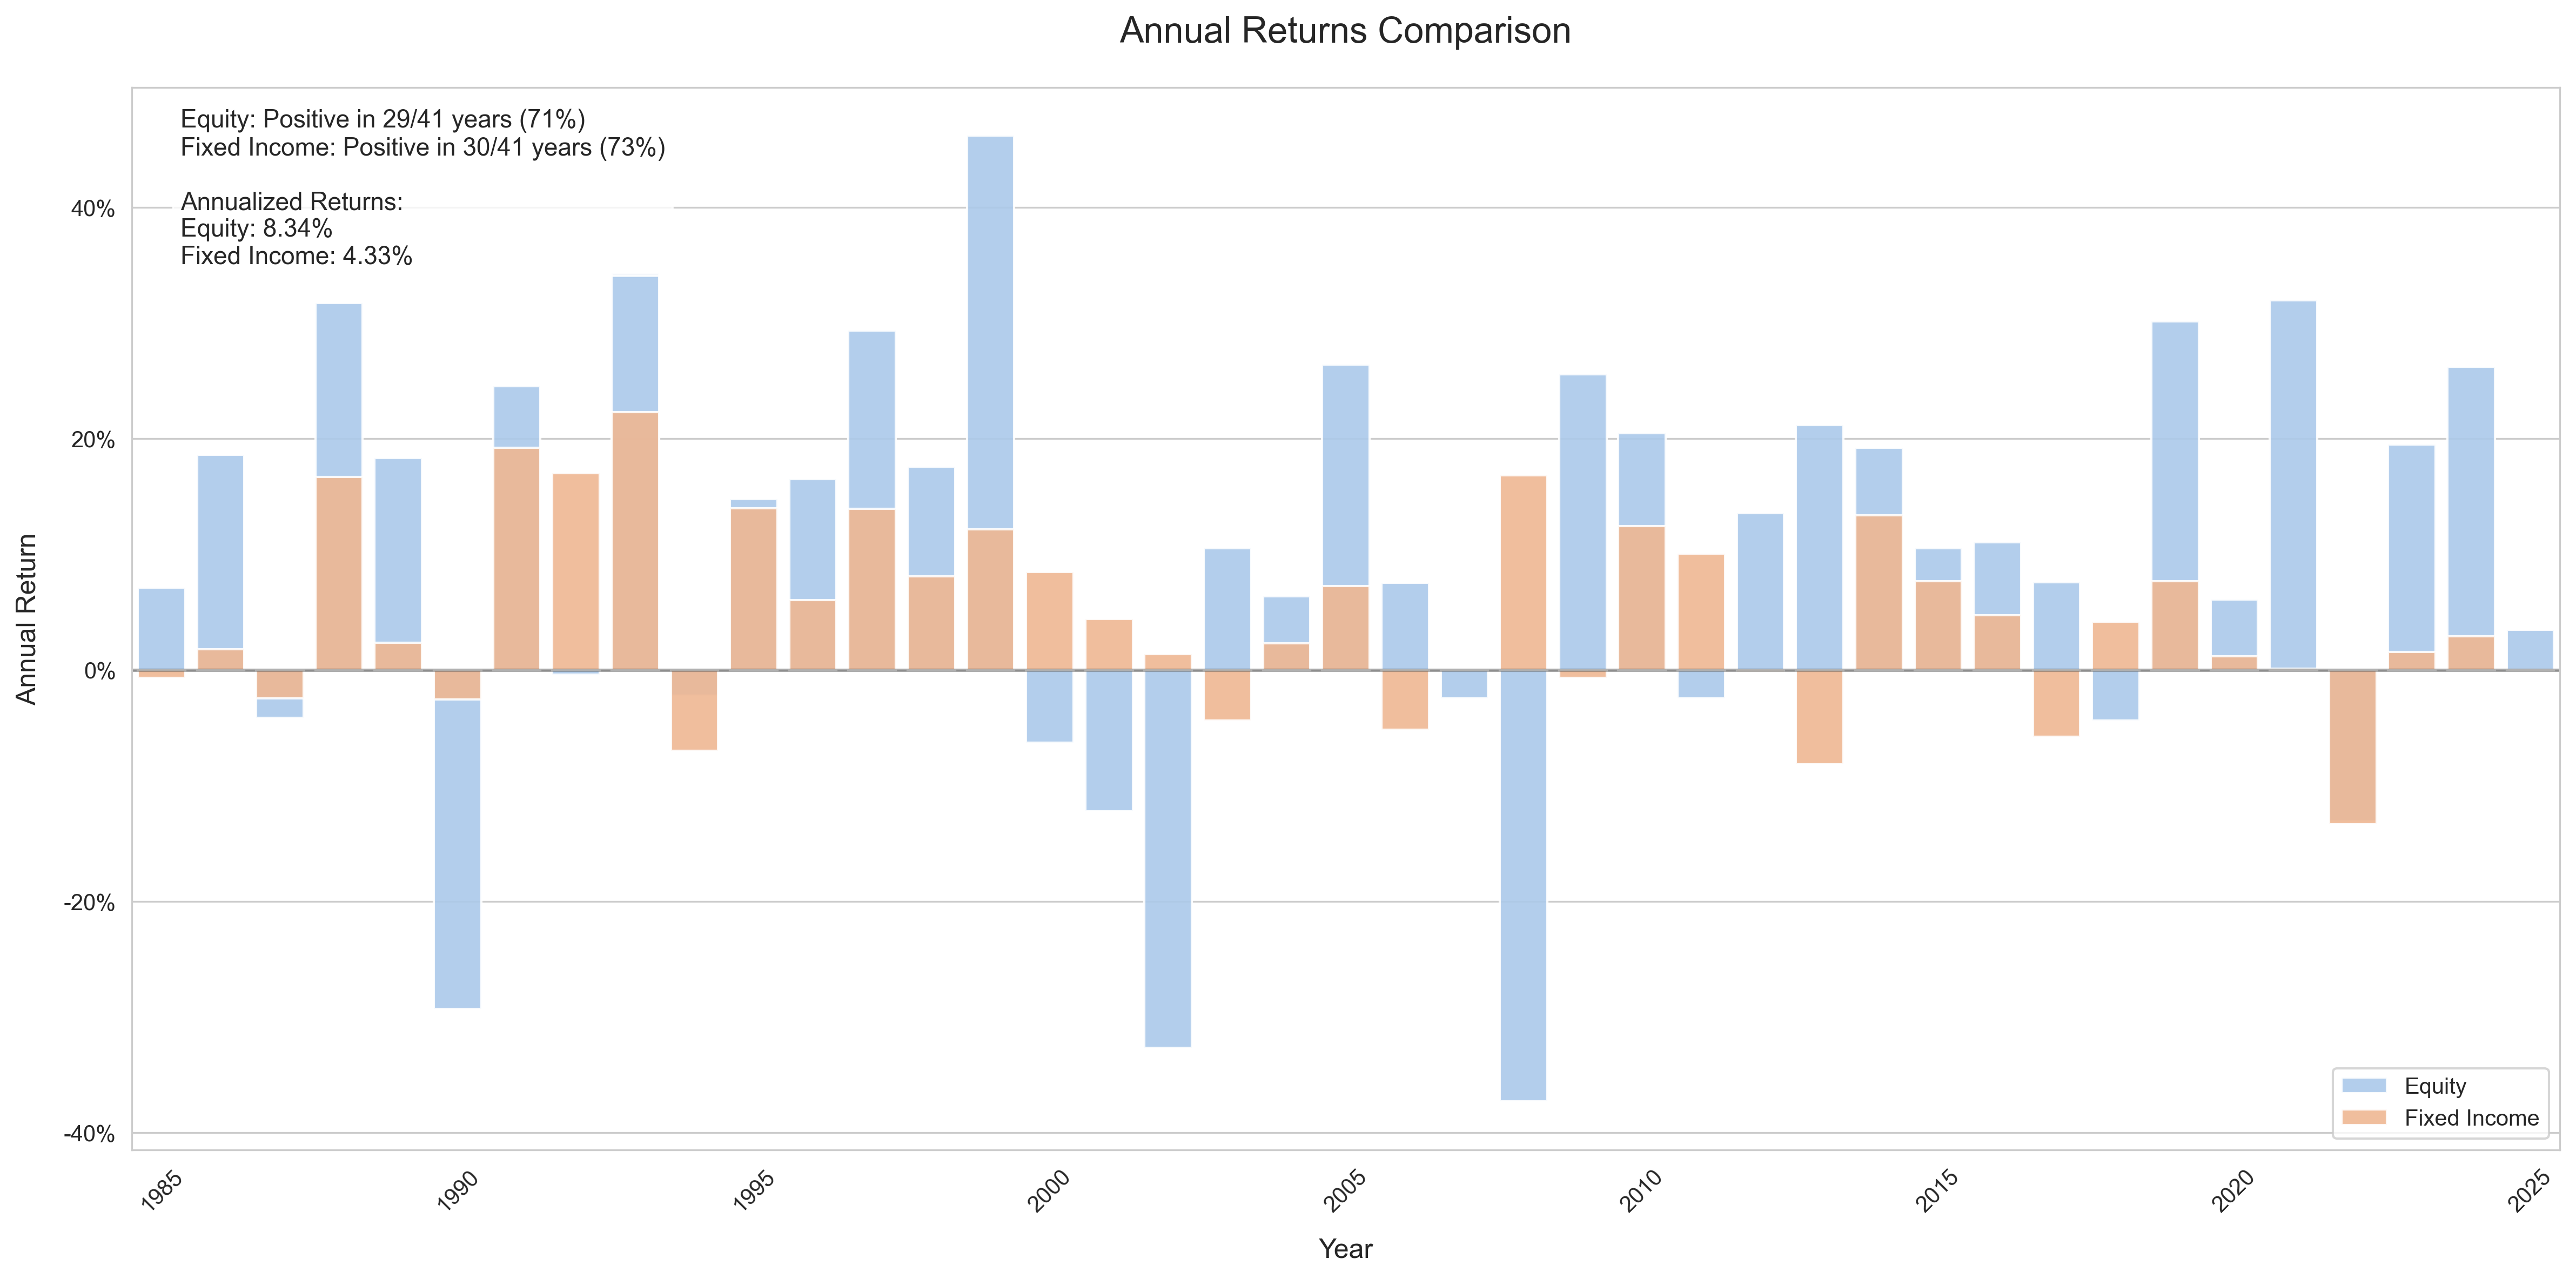 Annual Returns Comparison
Equity: Positive in 29/41 years (71%)
Fixed Income: Positive in 30/41 years (73%)
Annualized Returns:
Equity: 8.34%
Fixed Income: 4.33%
Annual Return
40%
20%
0%
-20%
-40%
Equity
Fixed Income
1985
1990
1995
2000
2005
2010
2015
2020
2025
Year